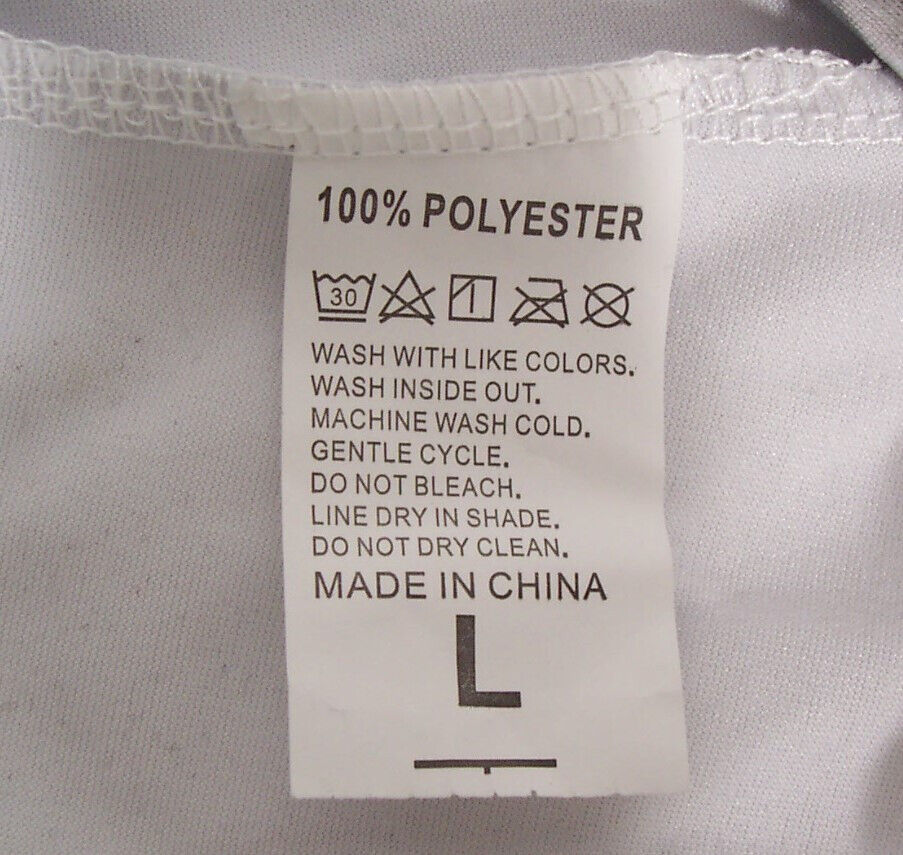 100% POLYESTER
30
WASH WITH LIKE COLORS.
WASH INSIDE OUT.
MACHINE WASH COLD.
GENTLE CYCLE.
DO NOT BLEACH.
LINE DRY IN SHADE.
DO NOT DRY CLEAN.
MADE IN CHINA
L